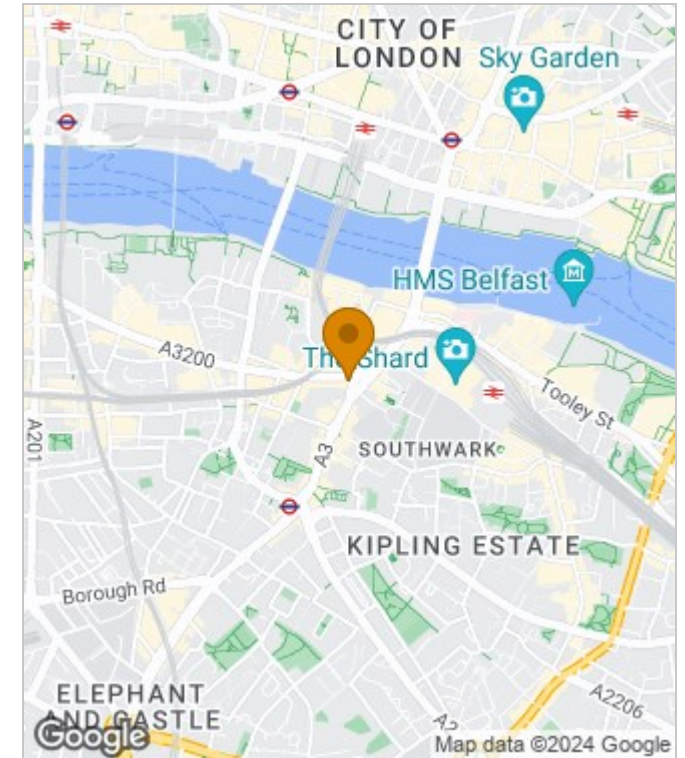 CITY OF
LONDON
Sky Garden
HMS Belfast
A3200
The Shard
Tooley St
A201
A3
SOUTHWARK
KIPLING ESTATE
Borough Rd
ELEPHANT
AND CASTLE
A2206
A2
Google
Map data ©2024 Google